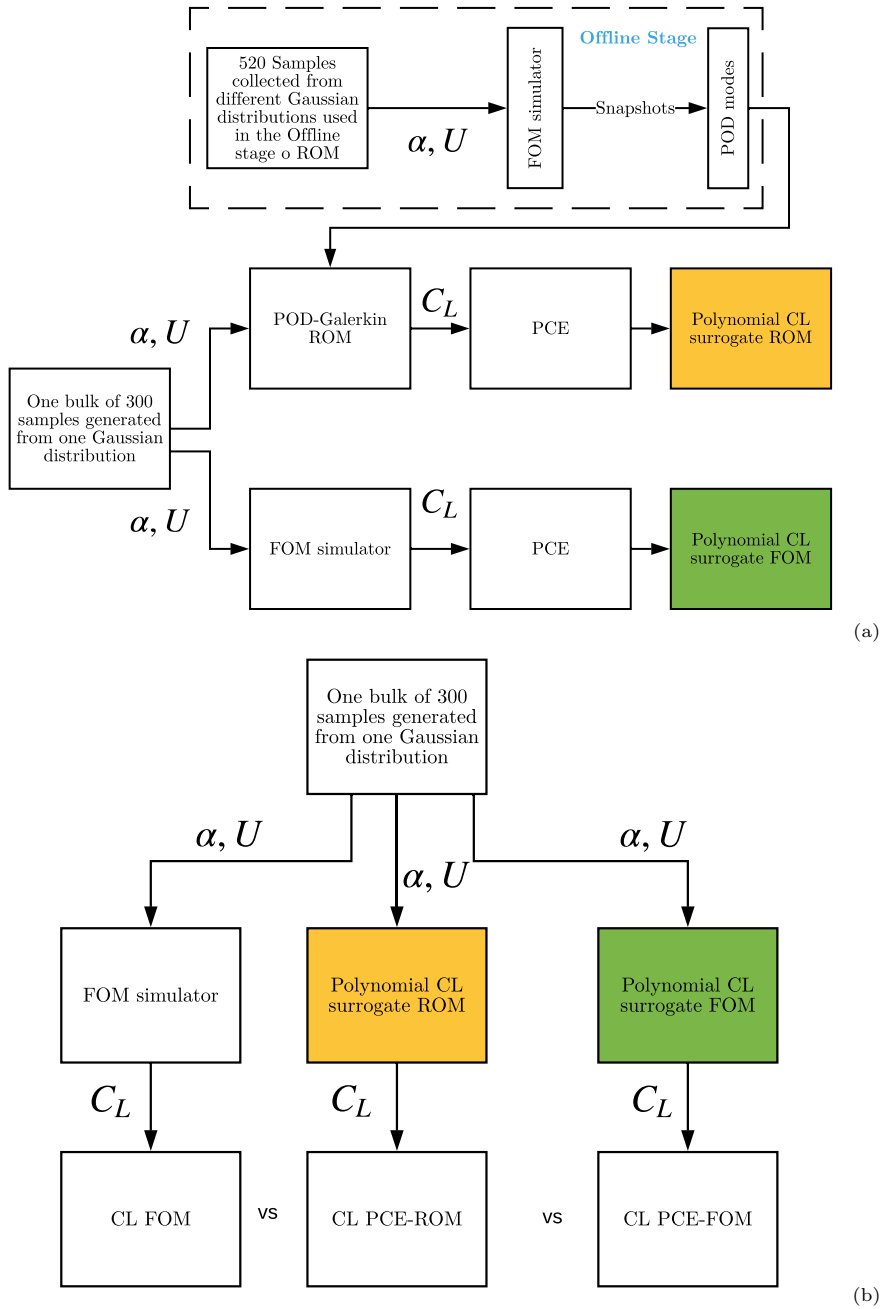 Offline Stage
520 Samples
collected from
different Gaussian
distributions used
in the Offline
stage o ROM
α, U
FOM simulator
Snapshots
POD modes
One bulk of 300
samples generated
from one Gaussian
distribution
α, U
POD-Galerkin
ROM
C_L
PCE
Polynomial CL
surrogate ROM
α, U
FOM simulator
C_L
PCE
Polynomial CL
surrogate FOM
(a)
One bulk of 300
samples generated
from one Gaussian
distribution
α, U
α, U
α, U
FOM simulator
Polynomial CL
surrogate ROM
Polynomial CL
surrogate FOM
C_L
C_L
C_L
CL FOM
vs
CL PCE-ROM
vs
CL PCE-FOM
(b)